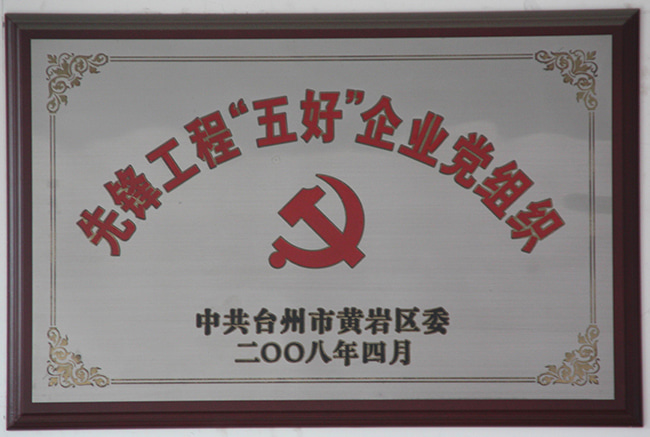 先锋工程“五好”企业党组织
中共台州市黄岩区委
二〇〇八年四月